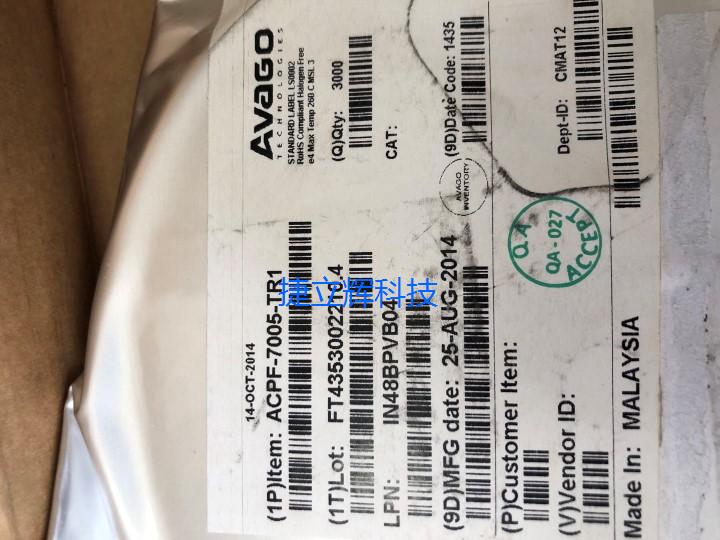 AVAGO
TECHNOLOGIES
STANDARD LABEL LS0002
RoHS Compliant Halogen Free
e4 Max Temp 260 C MSL 3
14-OCT-2014
(1P)Item: ACPF-7005-TR1
(Q)Qty: 3000
(1T)Lot:
CAT:
LPN: IN48BPVB04
(9D)MFG date: 25-AUG-2014
(9D)Date Code: 1435
AVAGO
INVENTORY
(P)Customer Item:
Q.A
QA - 027
ACCEPT
(V)Vendor ID:
Dept-ID: CMAT12
Made In: MALAYSIA
捷立辉科技